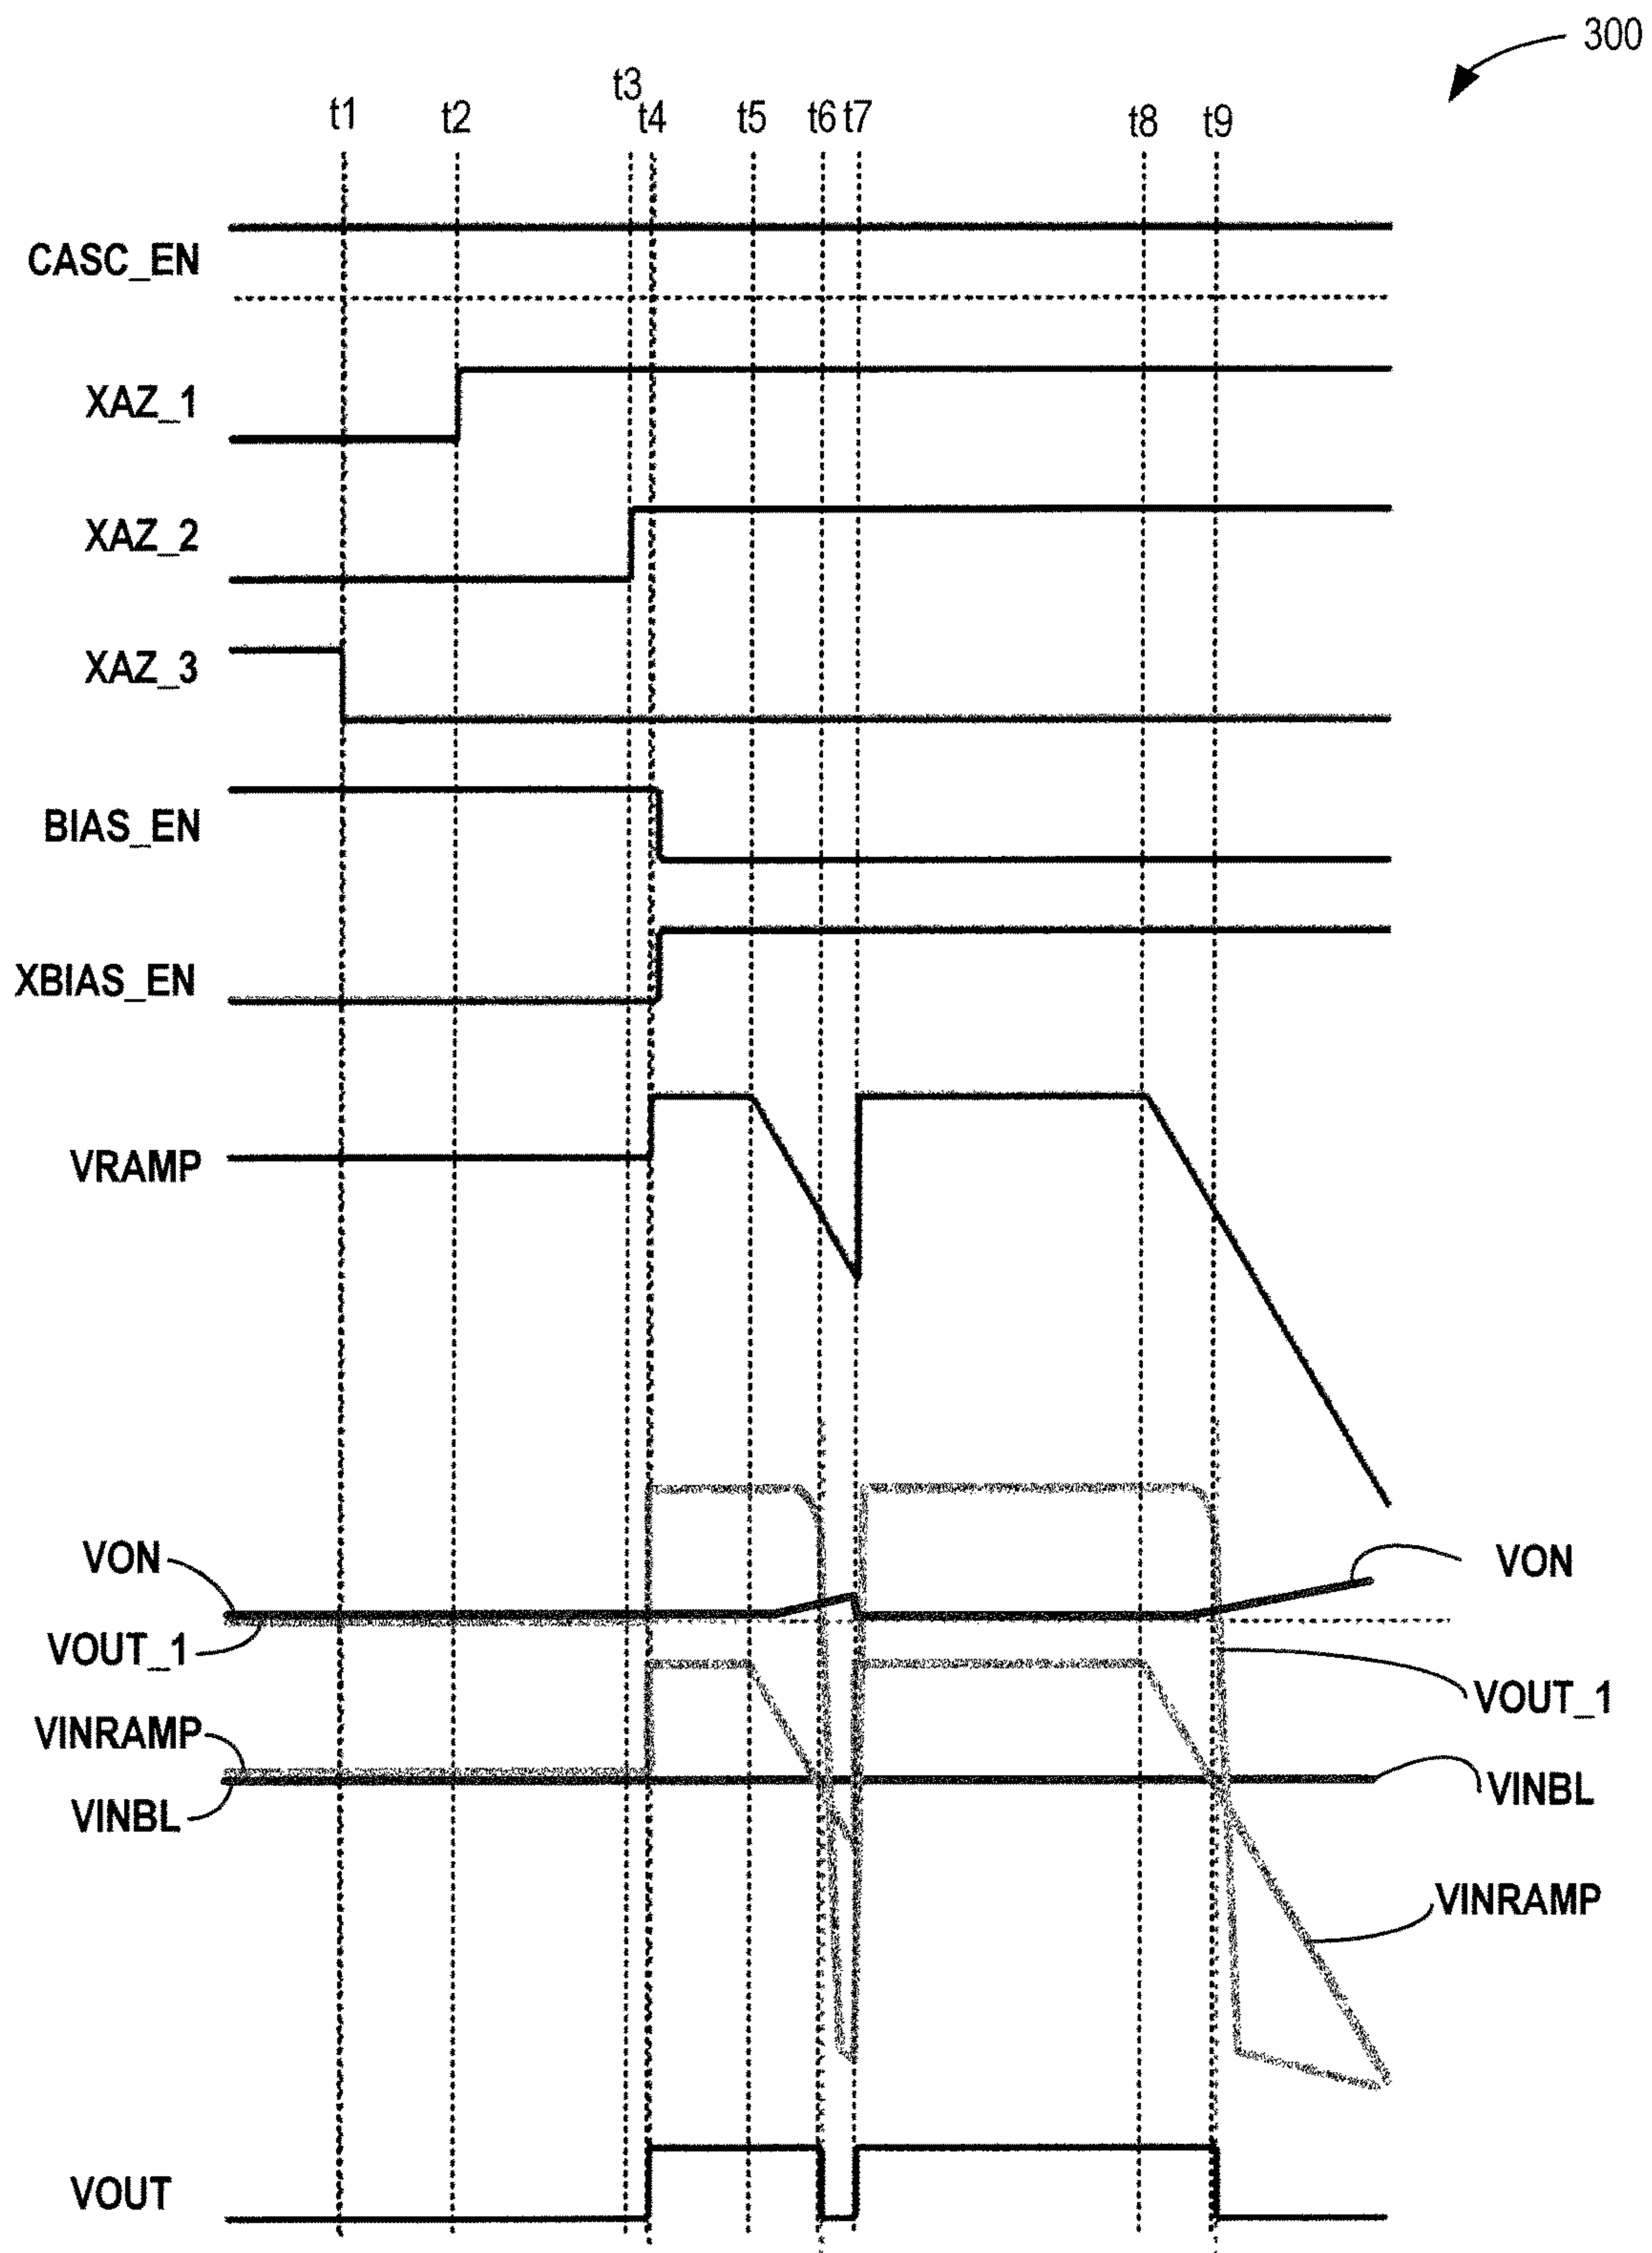 300
t1 t2 t3 t4 t5 t6 t7 t8 t9
CASC_EN
XAZ_1
XAZ_2
XAZ_3
BIAS_EN
XBIAS_EN
VRAMP
VON VON
VOUT_1 VOUT_1
VINRAMP
VINBL VINBL
VINRAMP
VOUT